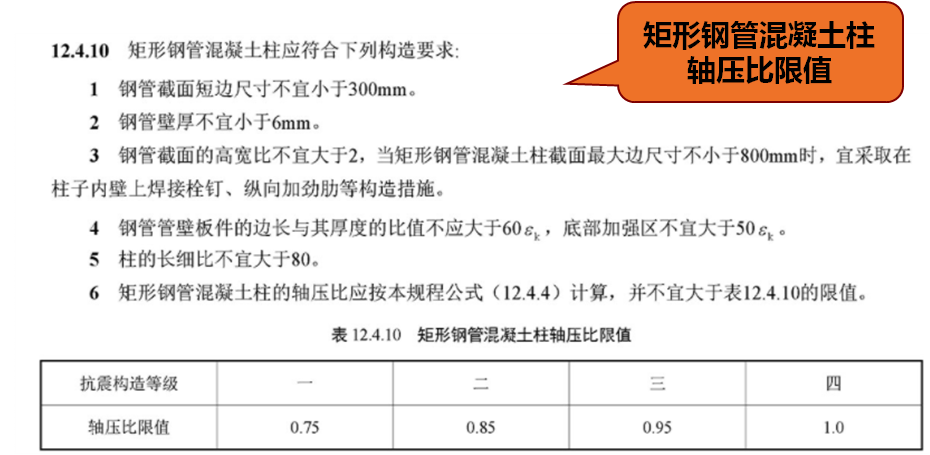 矩形钢管混凝土柱
轴压比限值
12.4.10 矩形钢管混凝土柱应符合下列构造要求:
1 钢管截面短边尺寸不宜小于300mm。
2 钢管壁厚不宜小于6mm。
3 钢管截面的高宽比不宜大于2，当矩形钢管混凝土柱截面最大边尺寸不小于800mm时，宜采取在
柱子内壁上焊接栓钉、纵向加劲肋等构造措施。
4 钢管管壁板件的边长与其厚度的比值不应大于60εk，底部加强区不宜大于50εk。
5 柱的长细比不宜大于80。
6 矩形钢管混凝土柱的轴压比应按本规程公式（12.4.4）计算，并不宜大于表12.4.10的限值。
表 12.4.10 矩形钢管混凝土柱轴压比限值
抗震构造等级 一 二 三 四
轴压比限值 0.75 0.85 0.95 1.0